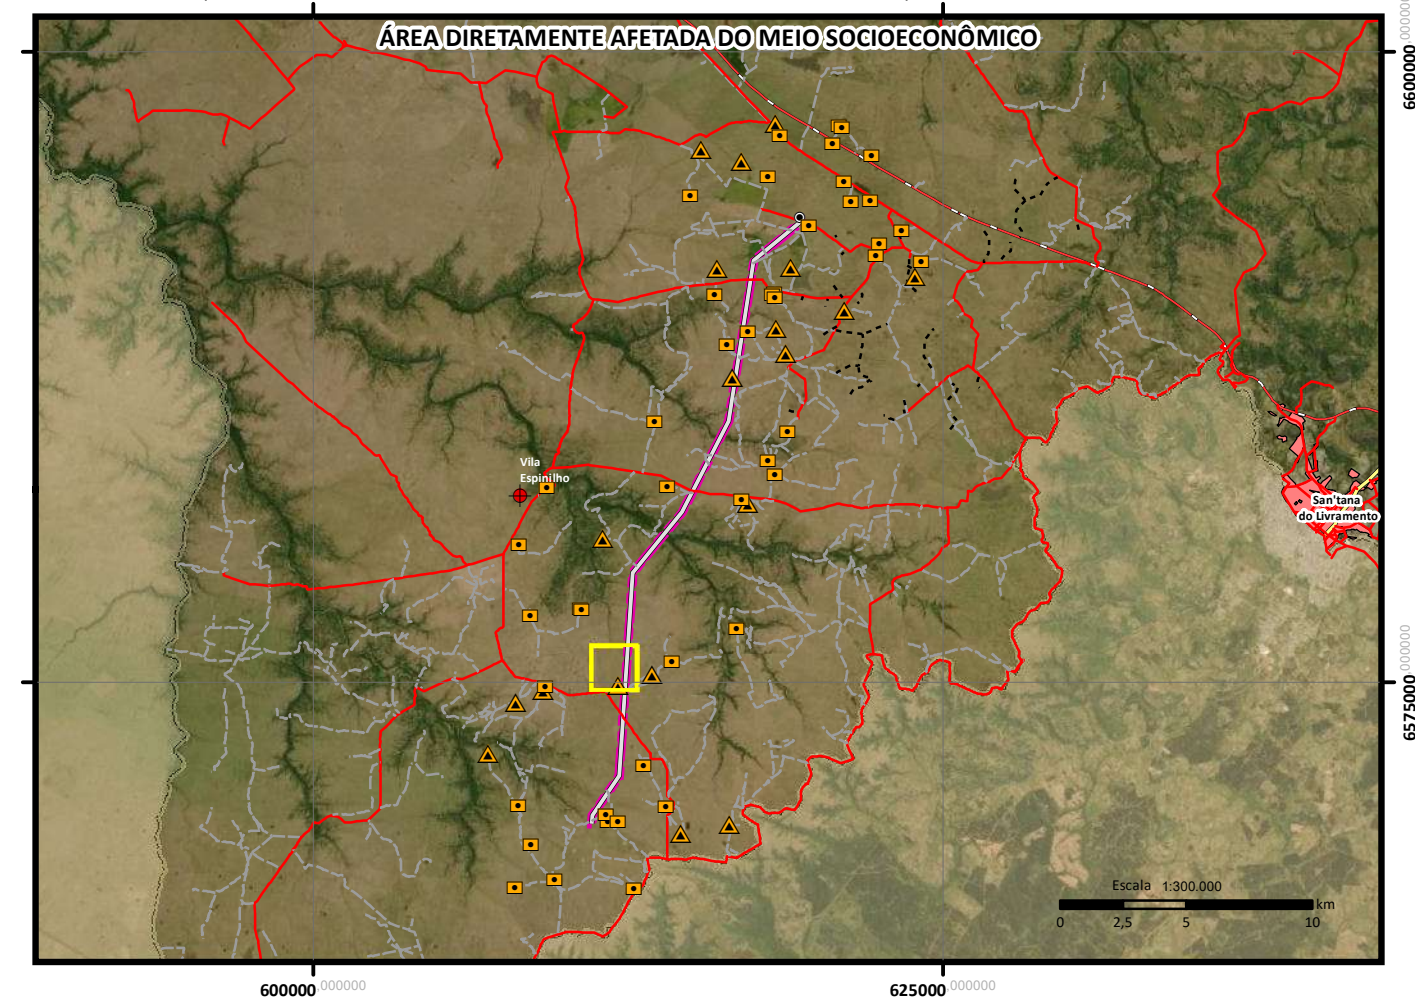 ÁREA DIRETAMENTE AFETADA DO MEIO SOCIOECONÔMICO
6600000,000000
Vila
Espinilho
San'tana
do Livramento
6575000,000000
Escala 1:300.000
km
0 2,5 5 10
600000,000000
625000,000000